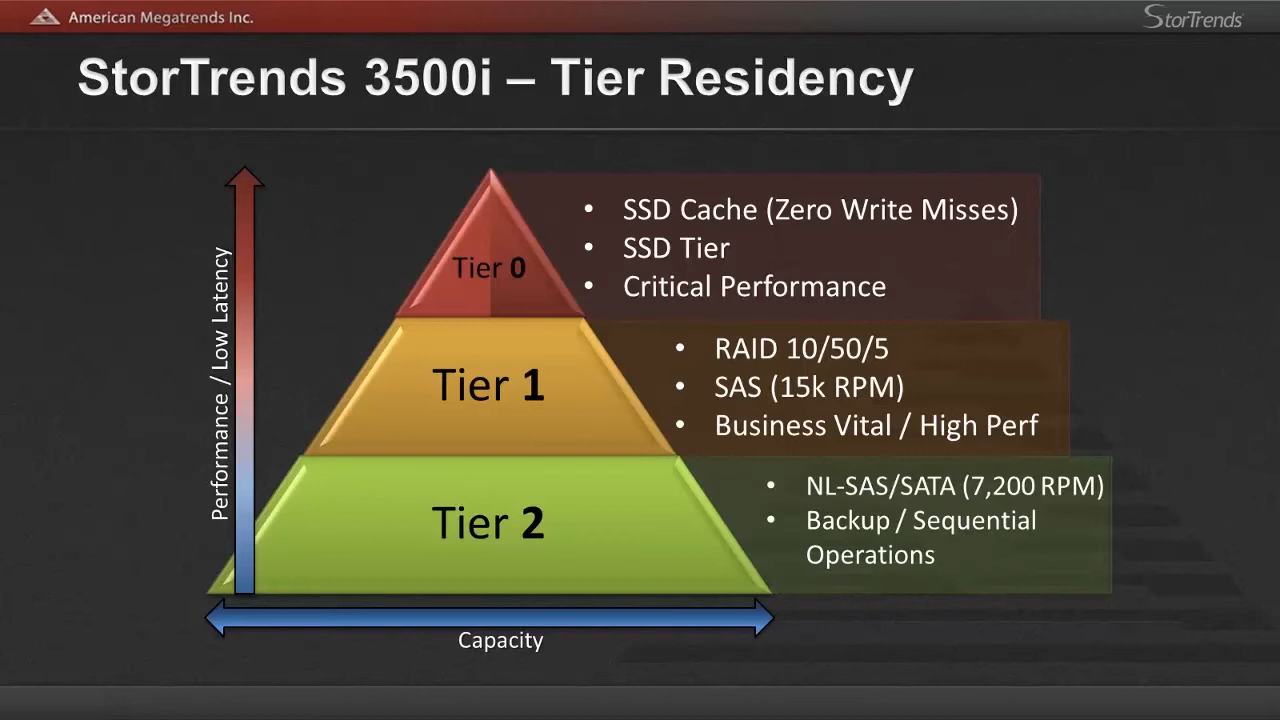 American Megatrends Inc.
StorTrends
StorTrends 3500i – Tier Residency
Performance / Low Latency
Tier 0
• SSD Cache (Zero Write Misses)
• SSD Tier
• Critical Performance
Tier 1
• RAID 10/50/5
• SAS (15k RPM)
• Business Vital / High Perf
Tier 2
• NL-SAS/SATA (7,200 RPM)
• Backup / Sequential
Operations
Capacity